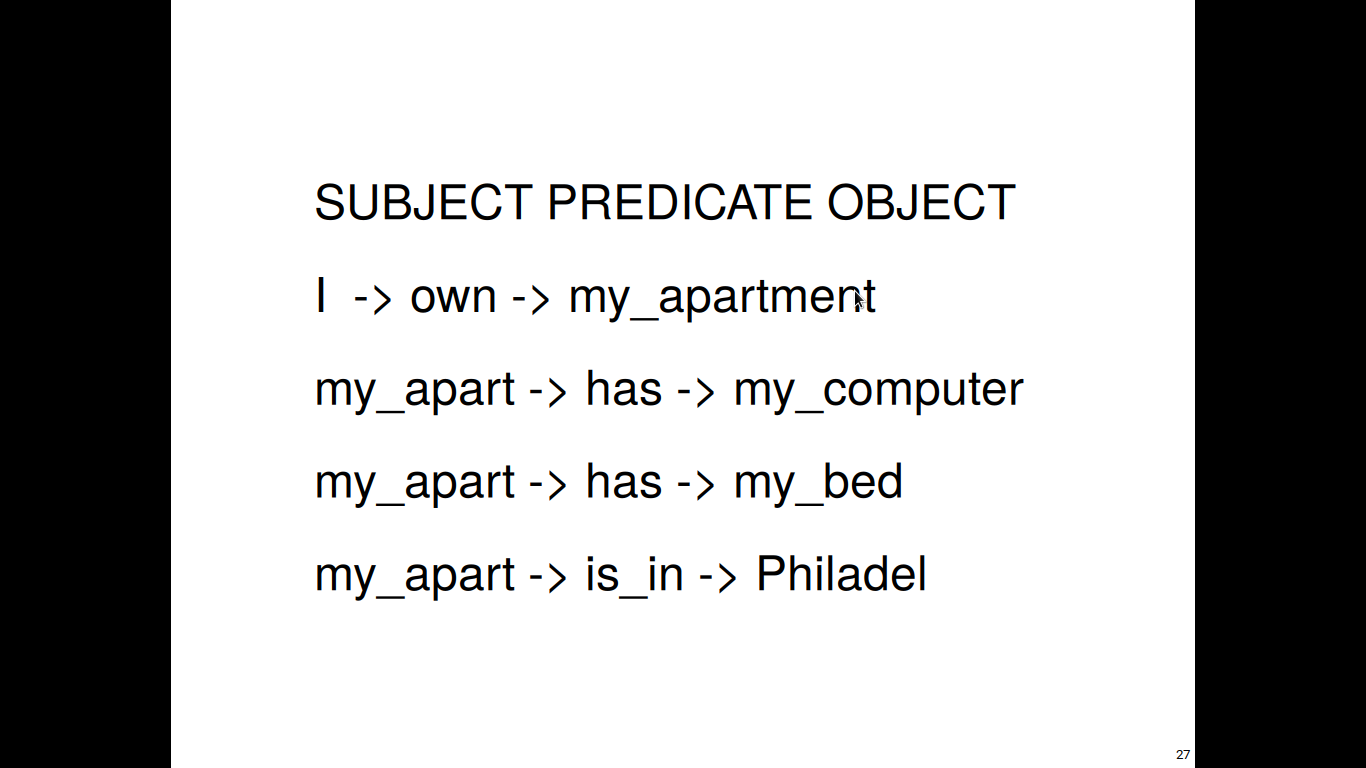 SUBJECT PREDICATE OBJECT
I -> own -> my_apartment
my_apart -> has -> my_computer
my_apart -> has -> my_bed
my_apart -> is_in -> Philadel
27